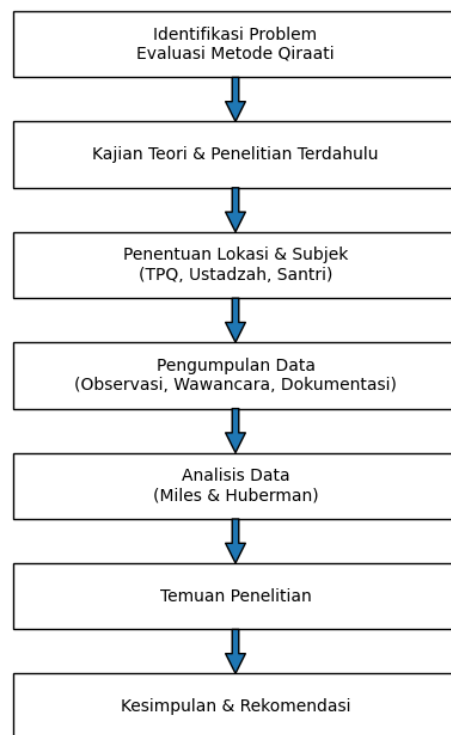 Identifikasi Problem
Evaluasi Metode Qiraati
Kajian Teori & Penelitian Terdahulu
Penentuan Lokasi & Subjek
(TPQ, Ustadzah, Santri)
Pengumpulan Data
(Observasi, Wawancara, Dokumentasi)
Analisis Data
(Miles & Huberman)
Temuan Penelitian
Kesimpulan & Rekomendasi